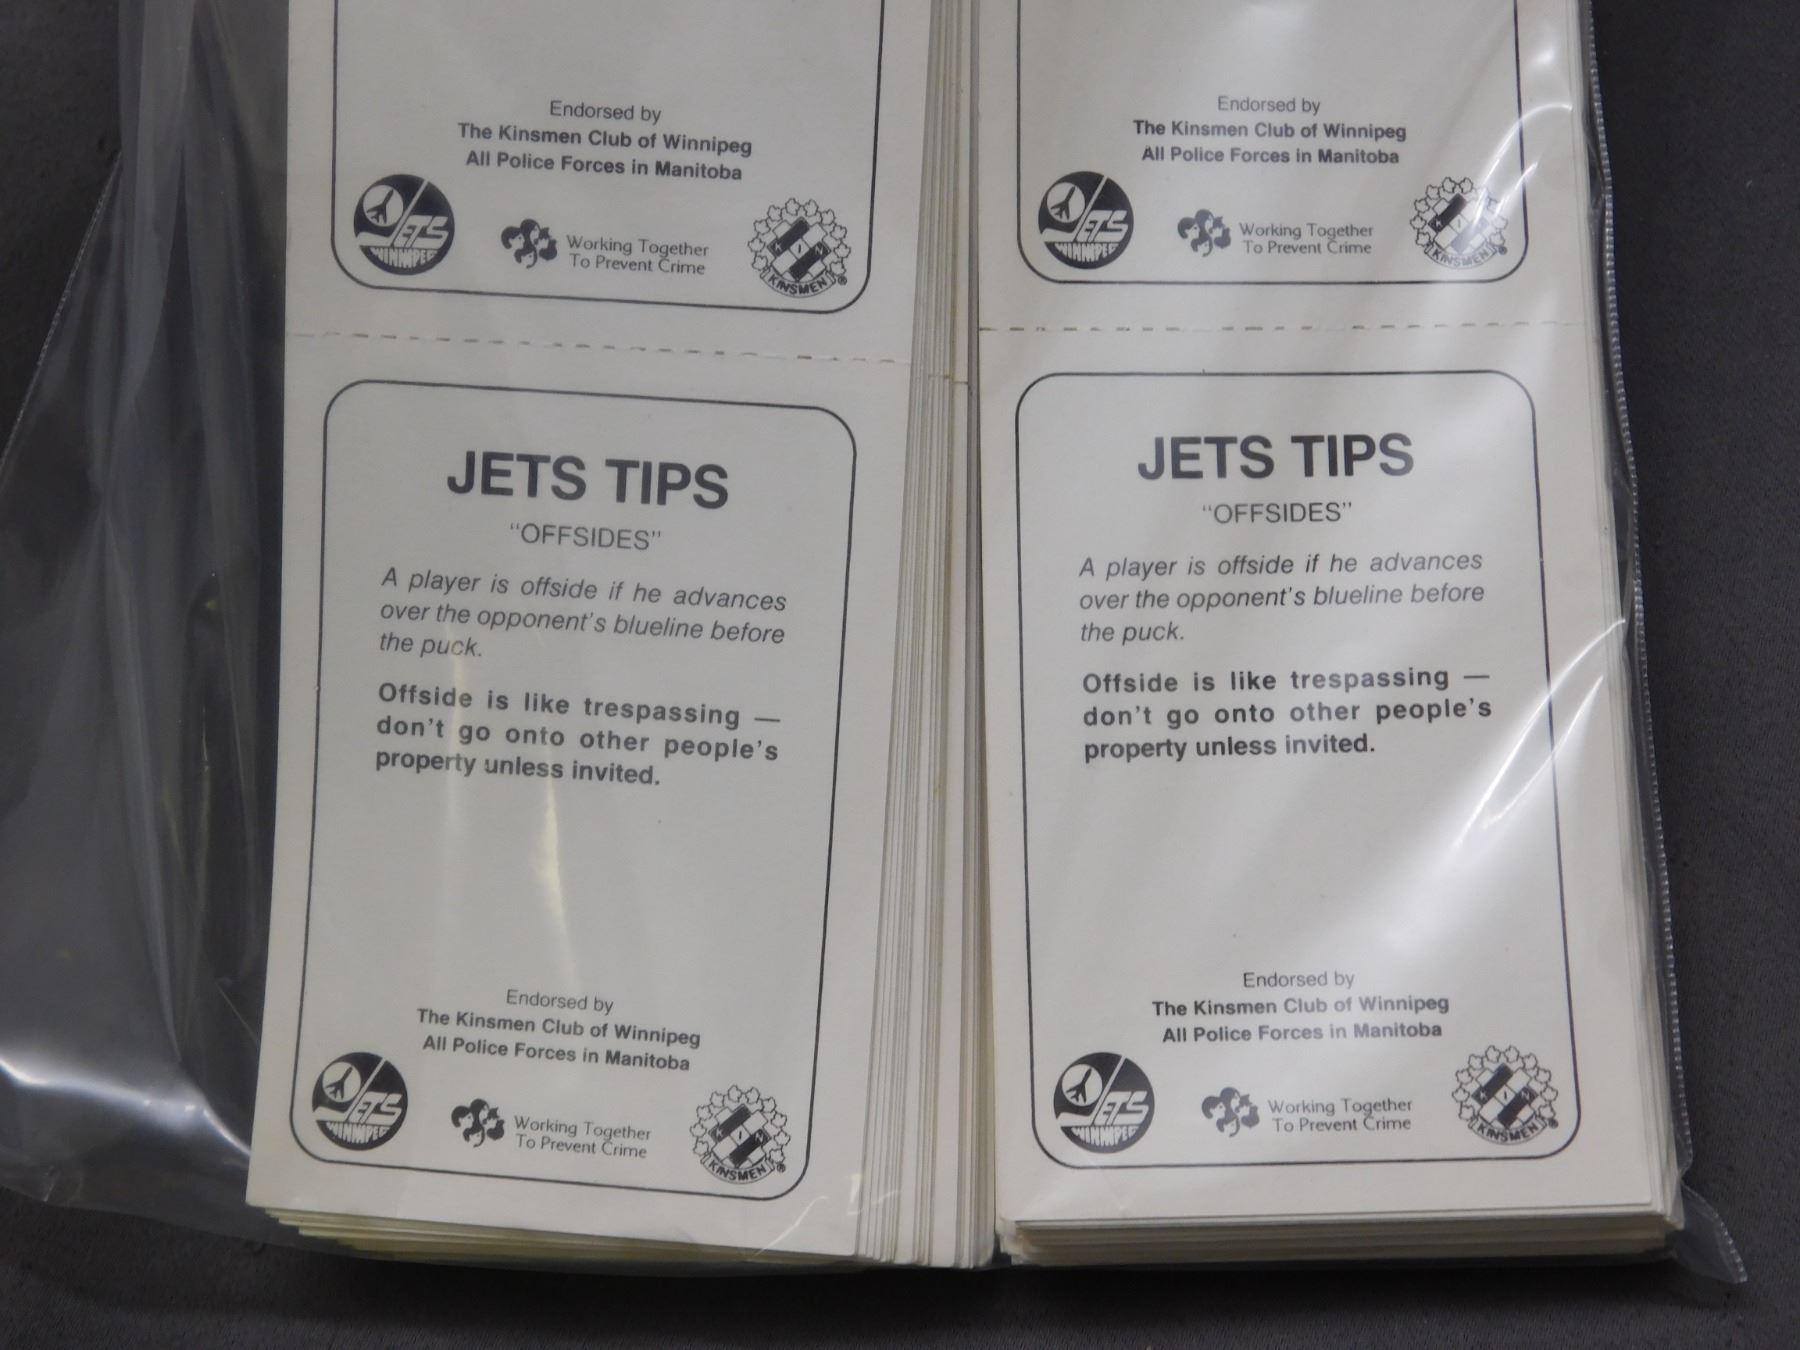 Endorsed by
The Kinsmen Club of Winnipeg
All Police Forces in Manitoba
JETS
WINNIPEG
Working Together
To Prevent Crime
K I N
KINSMEN ®
Endorsed by
The Kinsmen Club of Winnipeg
All Police Forces in Manitoba
JETS
WINNIPEG
Working Together
To Prevent Crime
K I N
KINSMEN ®
JETS TIPS
"OFFSIDES"
A player is offside if he advances
over the opponent's blueline before
the puck.
Offside is like trespassing —
don't go onto other people's
property unless invited.
Endorsed by
The Kinsmen Club of Winnipeg
All Police Forces in Manitoba
JETS
WINNIPEG
Working Together
To Prevent Crime
K I N
KINSMEN ®
JETS TIPS
"OFFSIDES"
A player is offside if he advances
over the opponent's blueline before
the puck.
Offside is like trespassing —
don't go onto other people's
property unless invited.
Endorsed by
The Kinsmen Club of Winnipeg
All Police Forces in Manitoba
JETS
WINNIPEG
Working Together
To Prevent Crime
K I N
KINSMEN ®